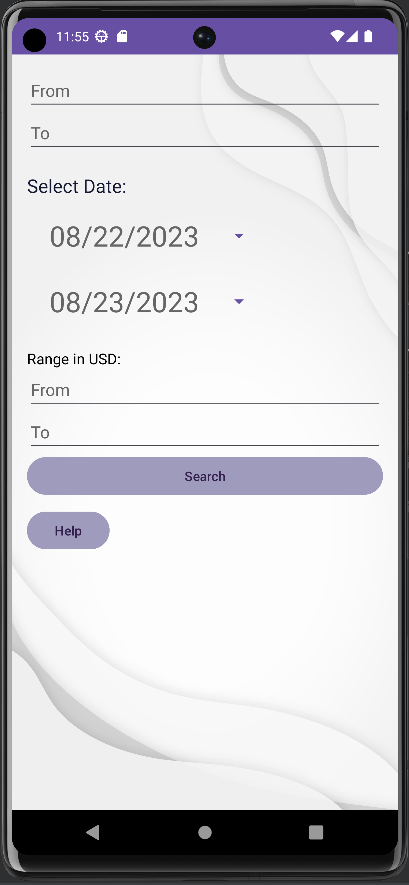 11:55
From
To
Select Date:
08/22/2023
08/23/2023
Range in USD:
From
To
Search
Help